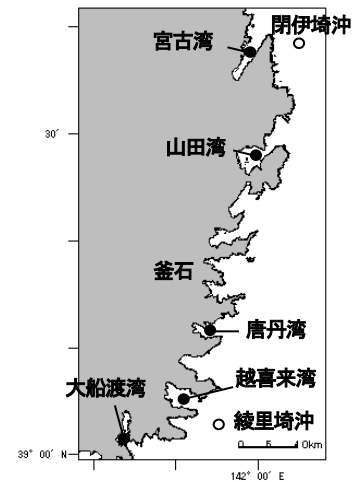 閉伊埼沖
宮古湾
30′
山田湾
釜石
唐丹湾
越喜来湾
大船渡湾
綾里埼沖
0 5 10km
39° 00′ N
142° 00′ E